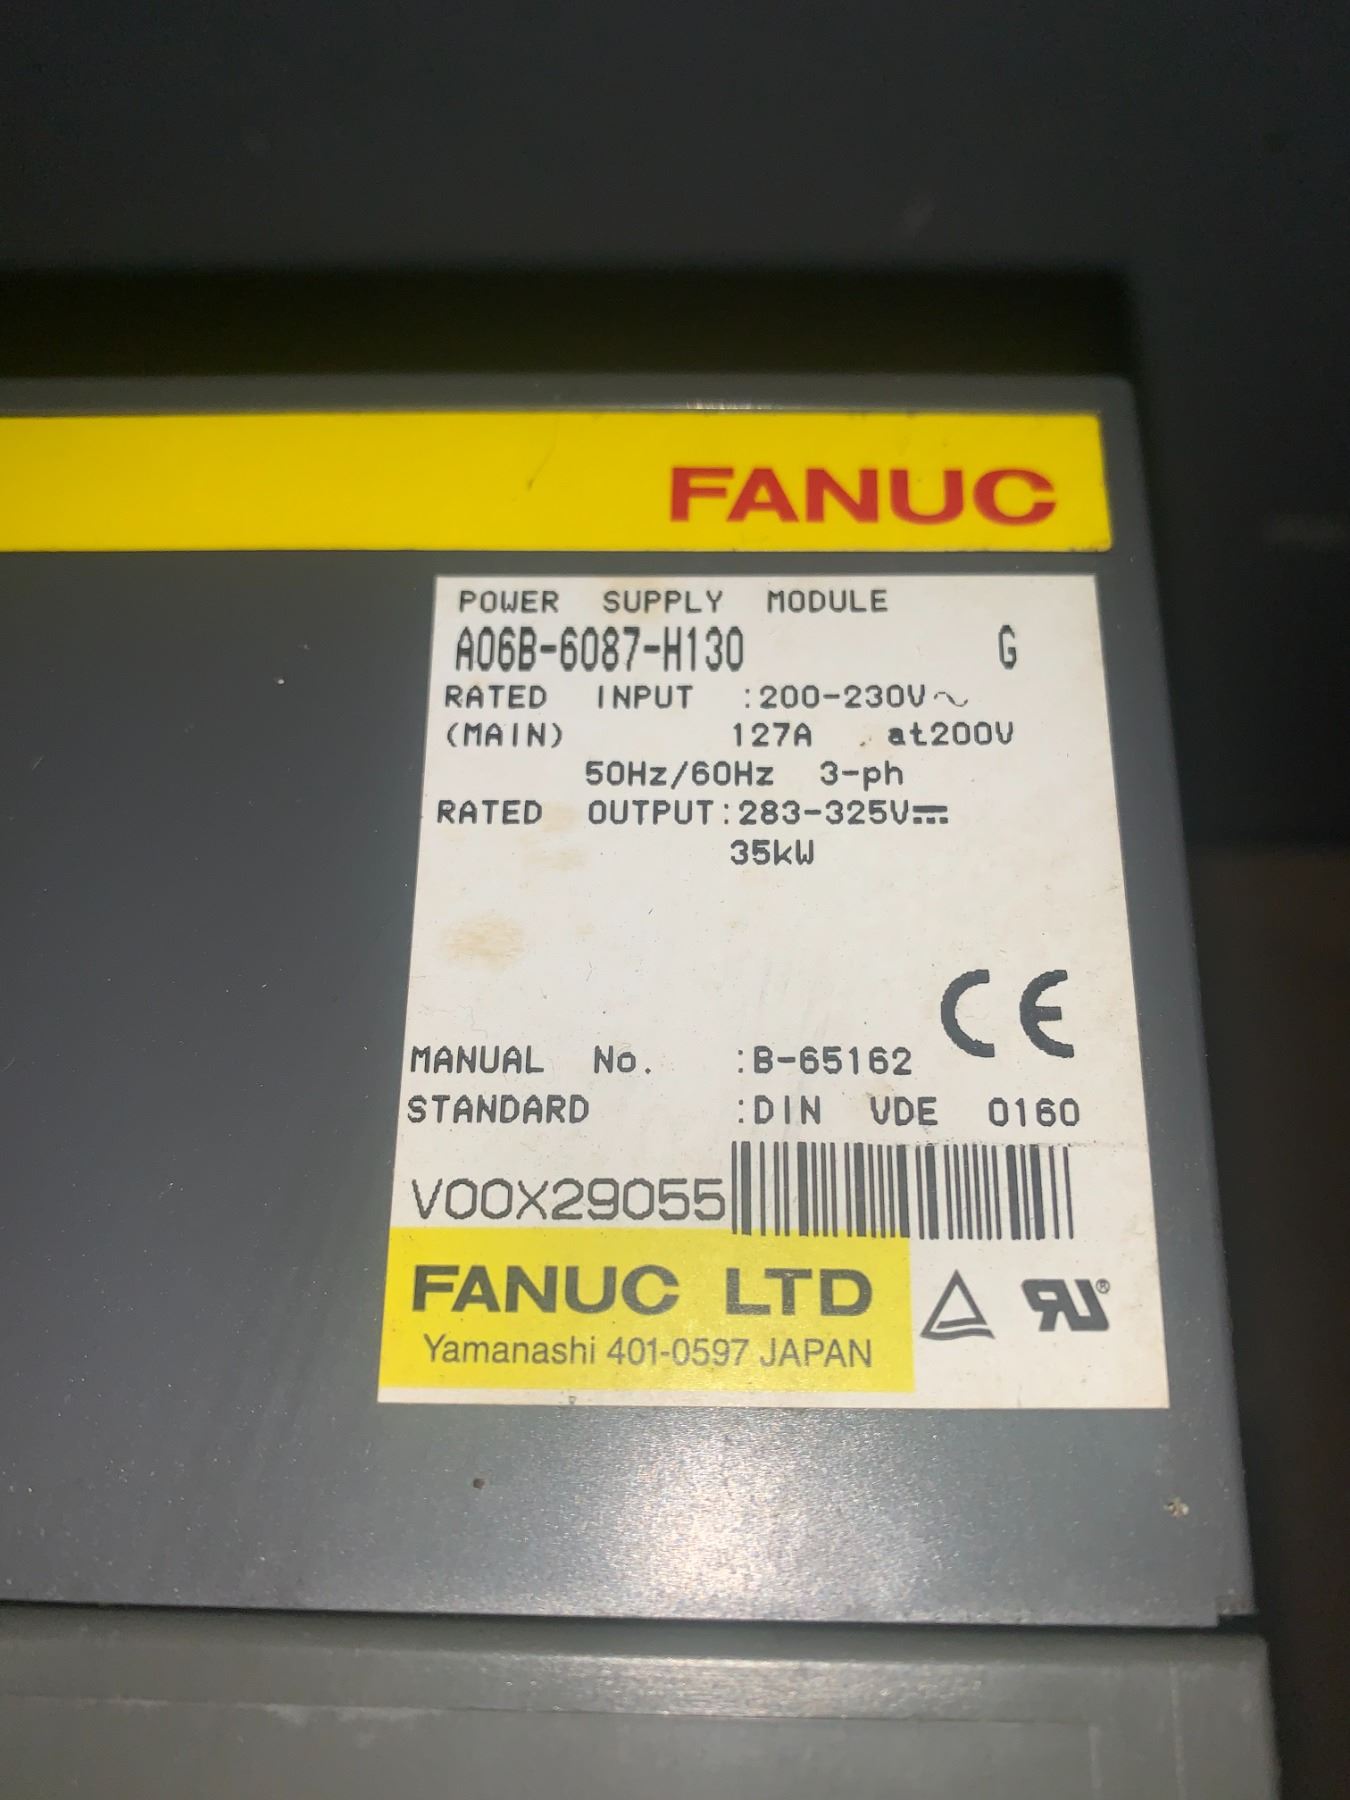 FANUC
POWER SUPPLY MODULE
A06B-6087-H130 G
RATED INPUT :200-230V~
(MAIN) 127A at200V
50Hz/60Hz 3-ph
RATED OUTPUT:283-325V⎓
35kW
CE
MANUAL No. :B-65162
STANDARD :DIN VDE 0160
V00X29055
FANUC LTD
Yamanashi 401-0597 JAPAN
RU®